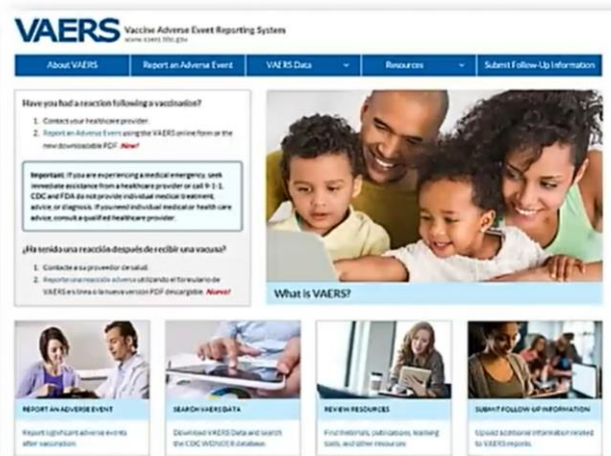 VAERS Vaccine Adverse Event Reporting System
www.vaers.hhs.gov
About VAERS Report an Adverse Event VAERS Data Resources Submit Follow-Up Information
Have you had a reaction following a vaccination?
1. Contact your healthcare provider.
2. Report an Adverse Event using the VAERS online form or the
new downloadable PDF. New!
Important: If you are experiencing a medical emergency, seek
immediate assistance from a healthcare provider or call 9-1-1.
CDC and FDA do not provide individual medical treatment,
advice, or diagnosis. If you need individual medical or health care
advice, consult a qualified healthcare provider.
¿Ha tenido una reacción después de recibir una vacuna?
1. Contacte a su proveedor de salud.
2. Reporte una reacción adversa utilizando el formulario de
VAERS en línea o la nueva versión PDF descargable. Nuevo!
What is VAERS?
REPORT AN ADVERSE EVENT
Report significant adverse events
after vaccination.
SEARCH VAERS DATA
Download VAERS Data and search
the CDC WONDER database.
REVIEW RESOURCES
Find materials, publications, learning
tools, and other resources.
SUBMIT FOLLOW-UP INFORMATION
Upload additional information related
to VAERS reports.